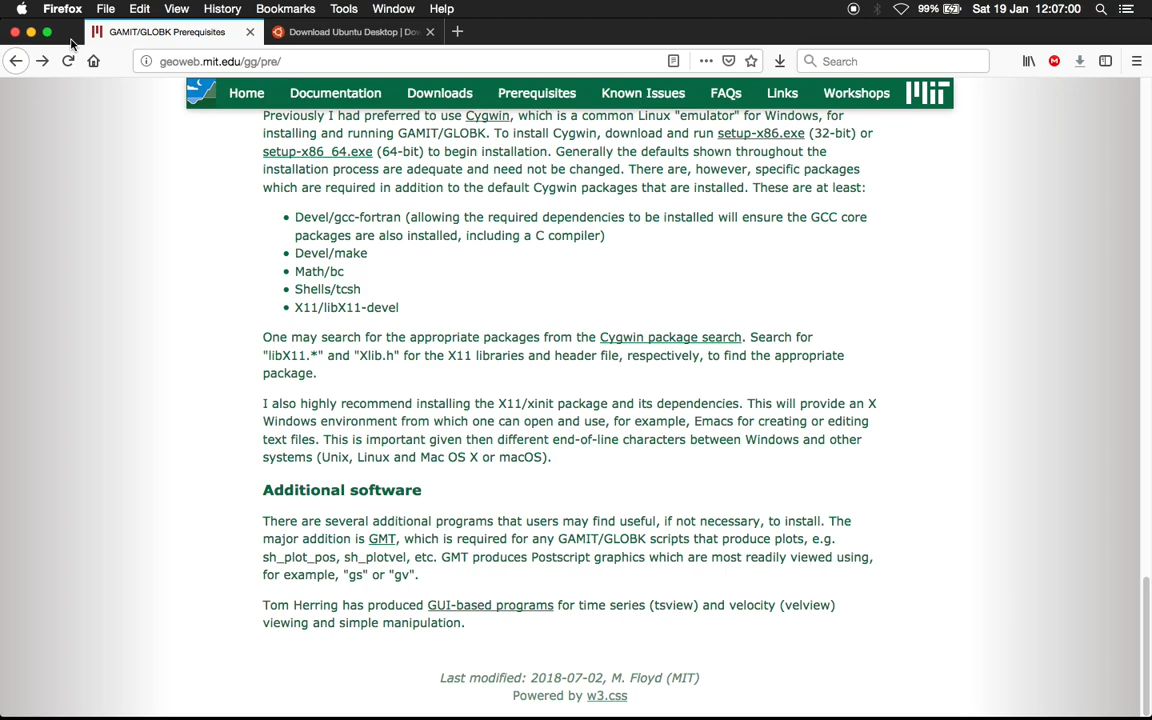 Firefox File Edit View History Bookmarks Tools Window Help 99% Sat 19 Jan 12:07:00
GAMIT/GLOBK Prerequisites Download Ubuntu Desktop | Do
geoweb.mit.edu/gg/pre/ Search
Home Documentation Downloads Prerequisites Known Issues FAQs Links Workshops MIT
Previously I had preferred to use Cygwin, which is a common Linux "emulator" for Windows, for
installing and running GAMIT/GLOBK. To install Cygwin, download and run setup-x86.exe (32-bit) or
setup-x86_64.exe (64-bit) to begin installation. Generally the defaults shown throughout the
installation process are adequate and need not be changed. There are, however, specific packages
which are required in addition to the default Cygwin packages that are installed. These are at least:
• Devel/gcc-fortran (allowing the required dependencies to be installed will ensure the GCC core
packages are also installed, including a C compiler)
• Devel/make
• Math/bc
• Shells/tcsh
• X11/libX11-devel
One may search for the appropriate packages from the Cygwin package search. Search for
"libX11.*" and "Xlib.h" for the X11 libraries and header file, respectively, to find the appropriate
package.
I also highly recommend installing the X11/xinit package and its dependencies. This will provide an X
Windows environment from which one can open and use, for example, Emacs for creating or editing
text files. This is important given then different end-of-line characters between Windows and other
systems (Unix, Linux and Mac OS X or macOS).
Additional software
There are several additional programs that users may find useful, if not necessary, to install. The
major addition is GMT, which is required for any GAMIT/GLOBK scripts that produce plots, e.g.
sh_plot_pos, sh_plotvel, etc. GMT produces Postscript graphics which are most readily viewed using,
for example, "gs" or "gv".
Tom Herring has produced GUI-based programs for time series (tsview) and velocity (velview)
viewing and simple manipulation.
Last modified: 2018-07-02, M. Floyd (MIT)
Powered by w3.css